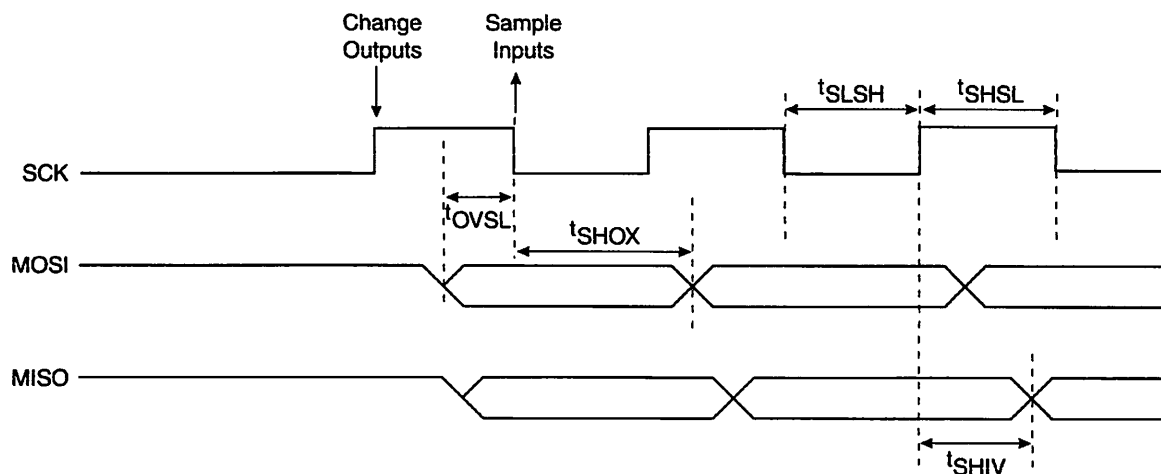 Change
Outputs
Sample
Inputs
tSLSH
tSHSL
SCK
tOVSL
tSHOX
MOSI
MISO
tSHIV